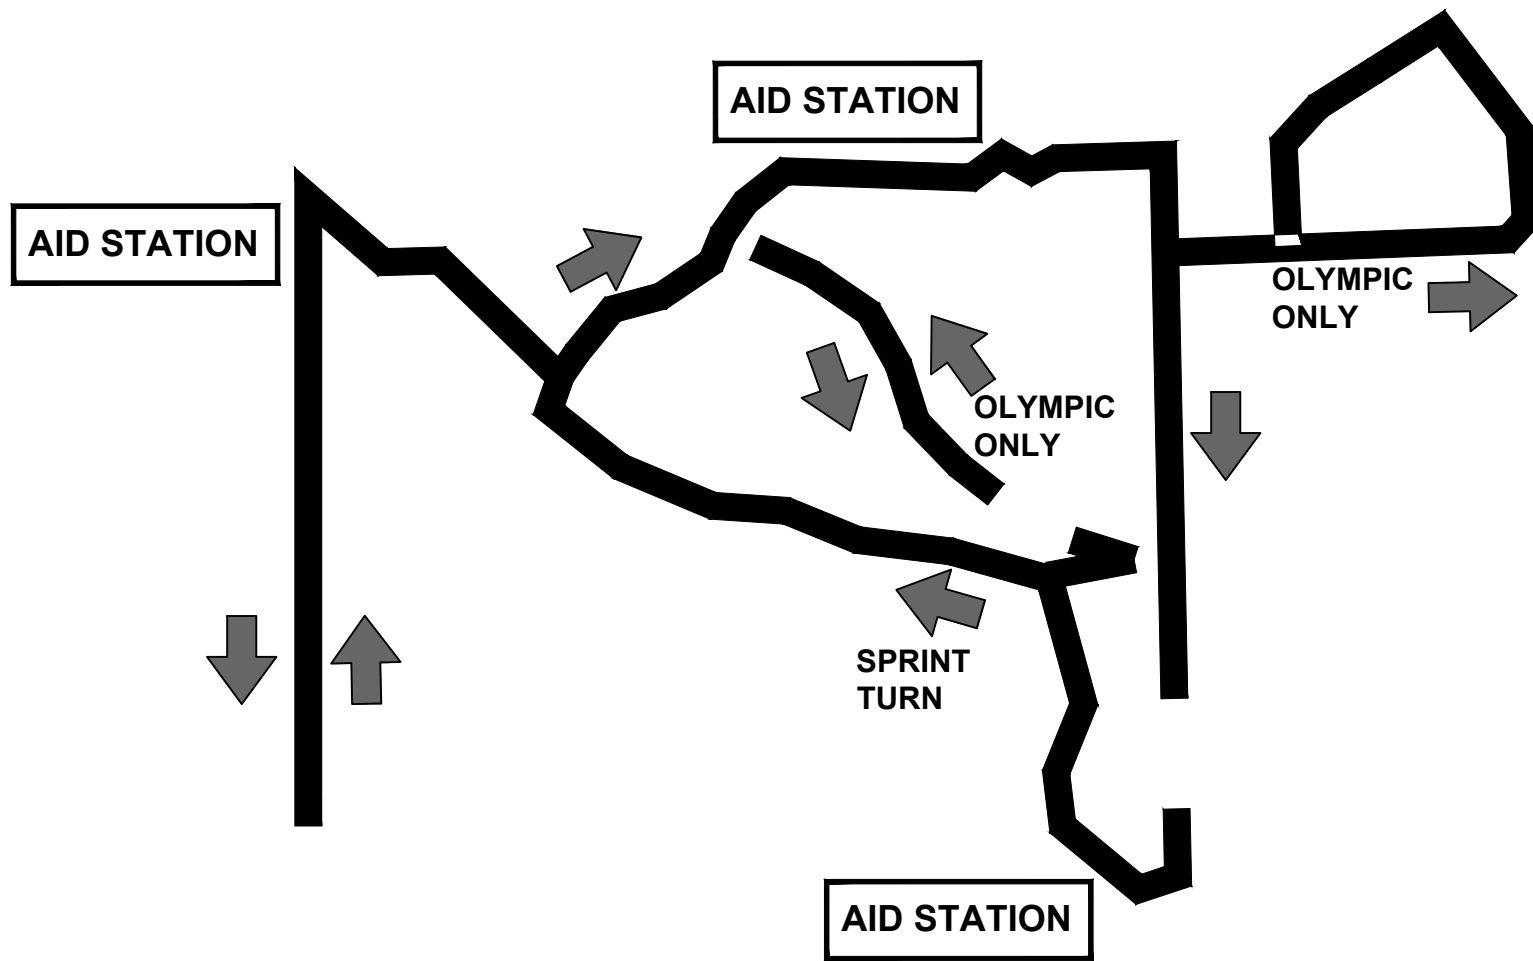 AID STATION
AID STATION
OLYMPIC
ONLY
OLYMPIC
ONLY
SPRINT
TURN
AID STATION